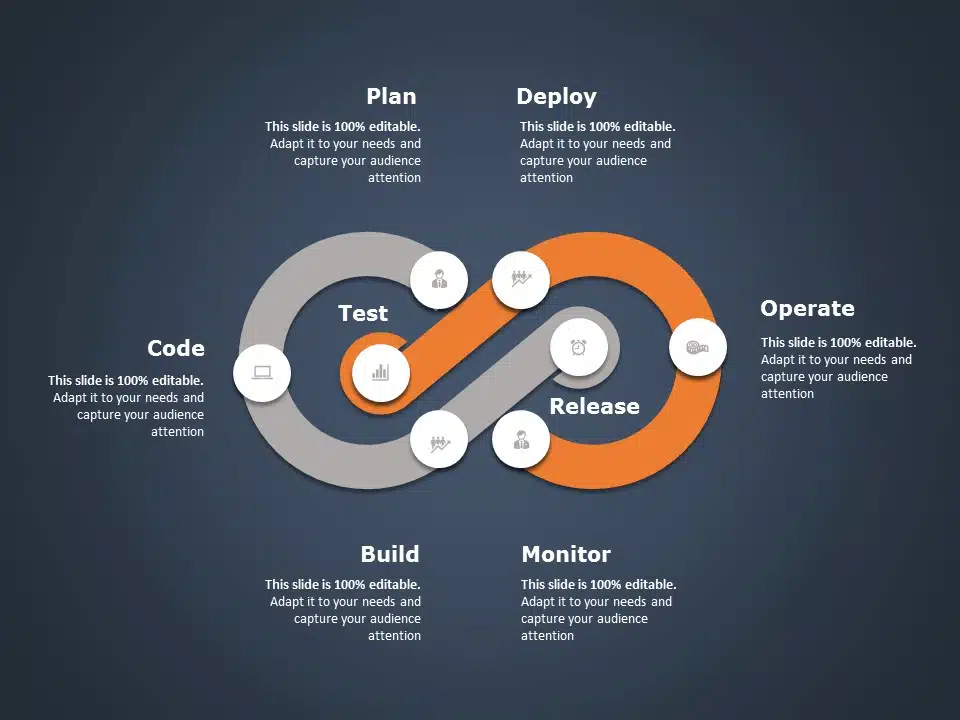 Plan
This slide is 100% editable.
Adapt it to your needs and
capture your audience
attention
Deploy
This slide is 100% editable.
Adapt it to your needs and
capture your audience
attention
Test
Operate
This slide is 100% editable.
Adapt it to your needs and
capture your audience
attention
Code
This slide is 100% editable.
Adapt it to your needs and
capture your audience
attention
Release
Build
This slide is 100% editable.
Adapt it to your needs and
capture your audience
attention
Monitor
This slide is 100% editable.
Adapt it to your needs and
capture your audience
attention